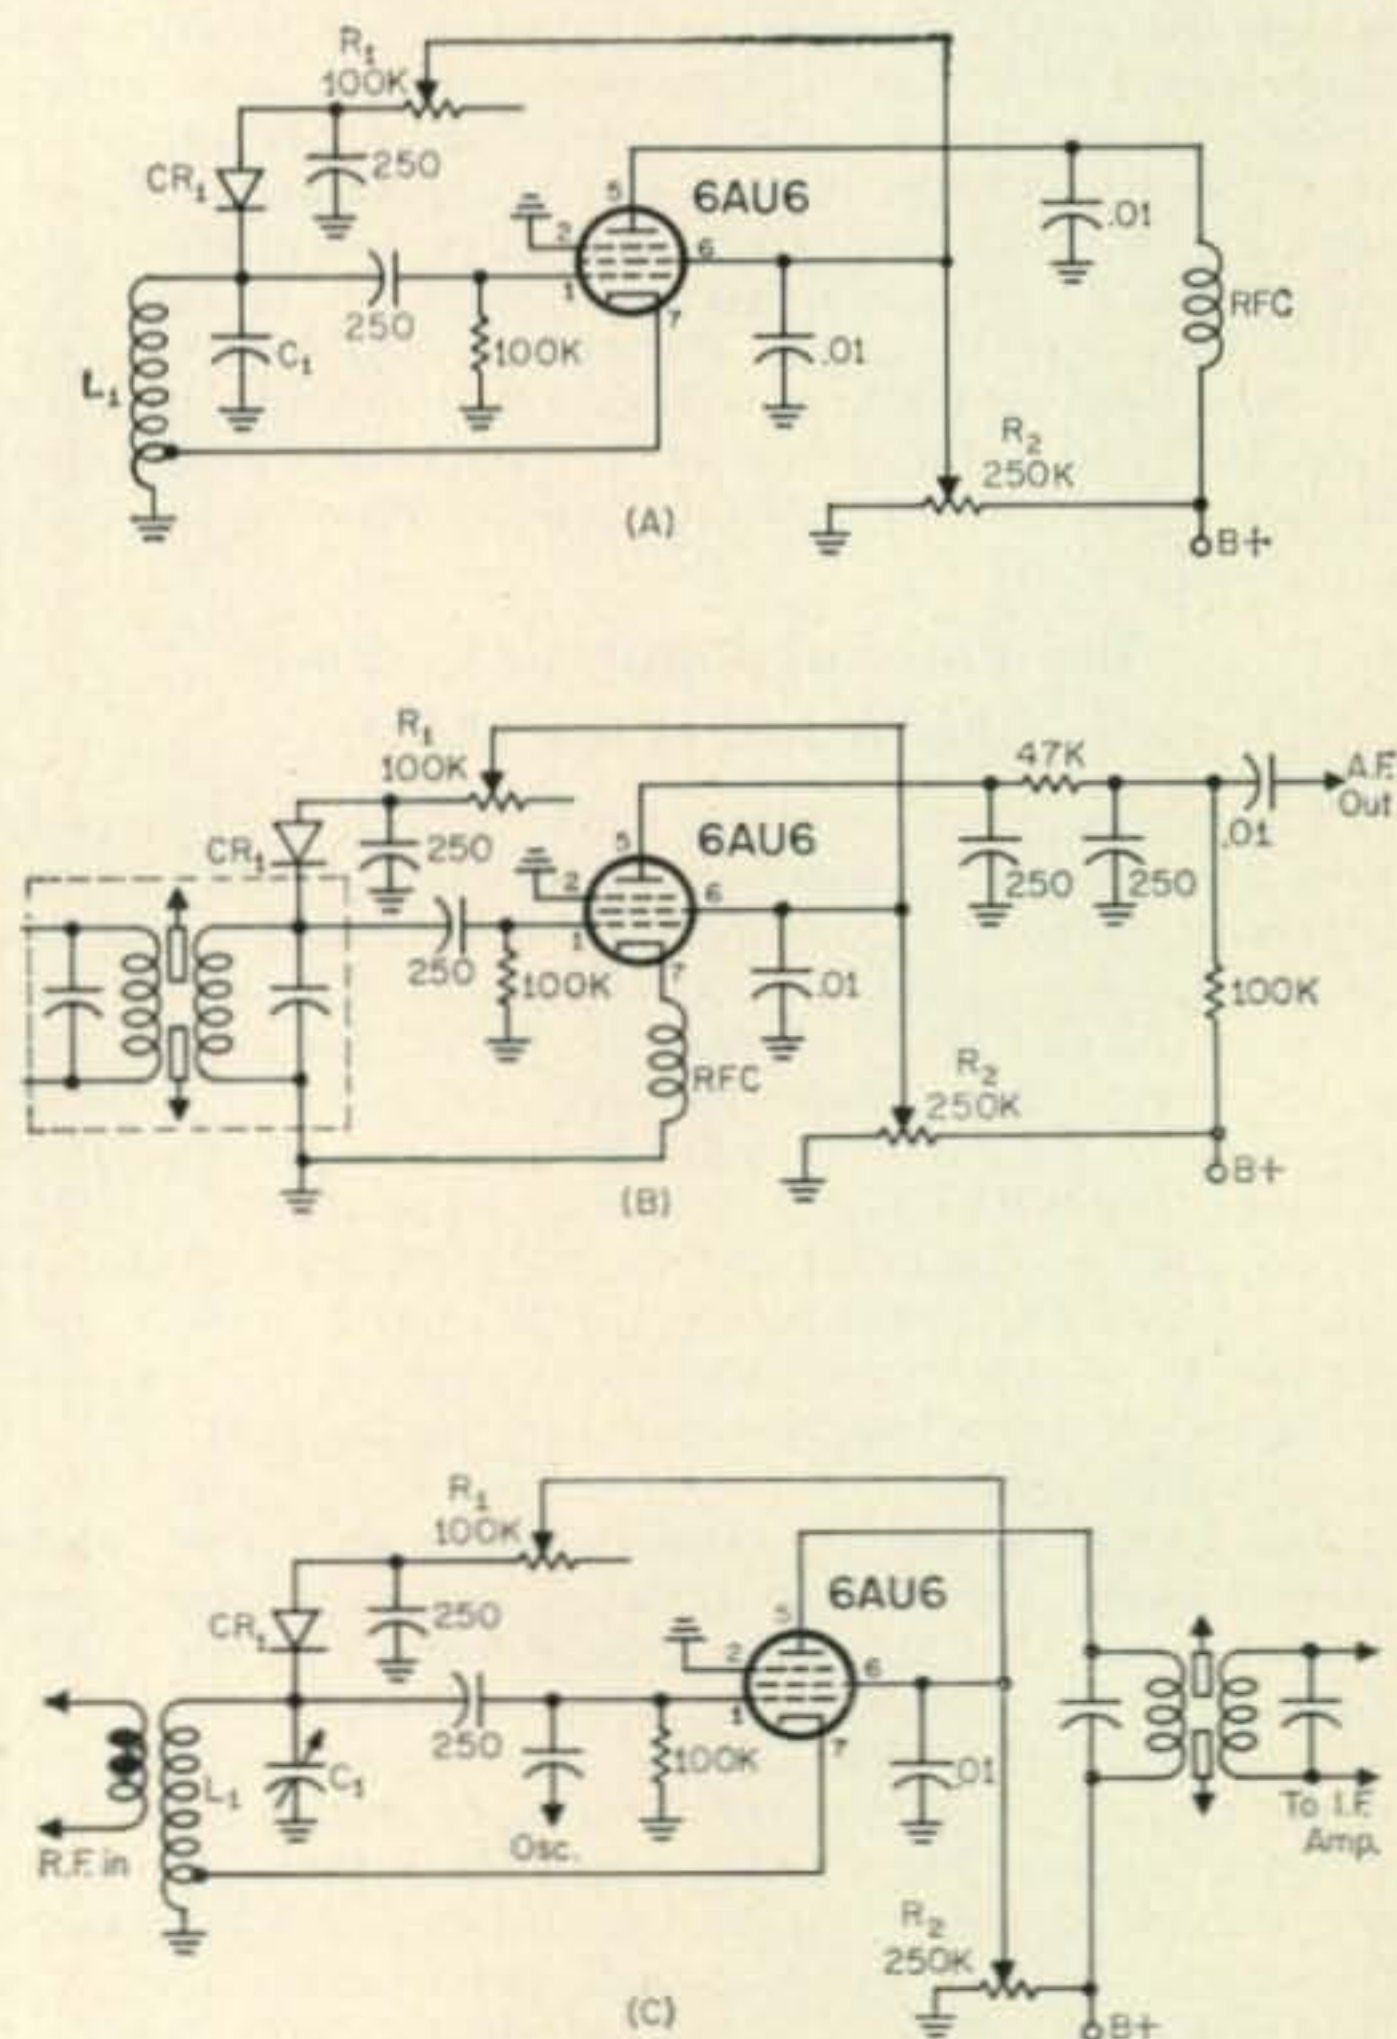 R1
100K
CR1
250
5
6AU6
.01
2
6
1
7
250
100K
C1
.01
RFC
L1
R2
250K
(A)
B+
R1
100K
47K
A.F.
Out
CR1
250
5
6AU6
.01
2
6
250
250
1
250
100K
7
.01
100K
RFC
R2
250K
(B)
B+
R1
100K
6AU6
5
CR1
250
2
6
1
250
100K
7
.01
L1
C1
R.F. in
Osc.
To I.F.
Amp.
R2
250K
(C)
B+